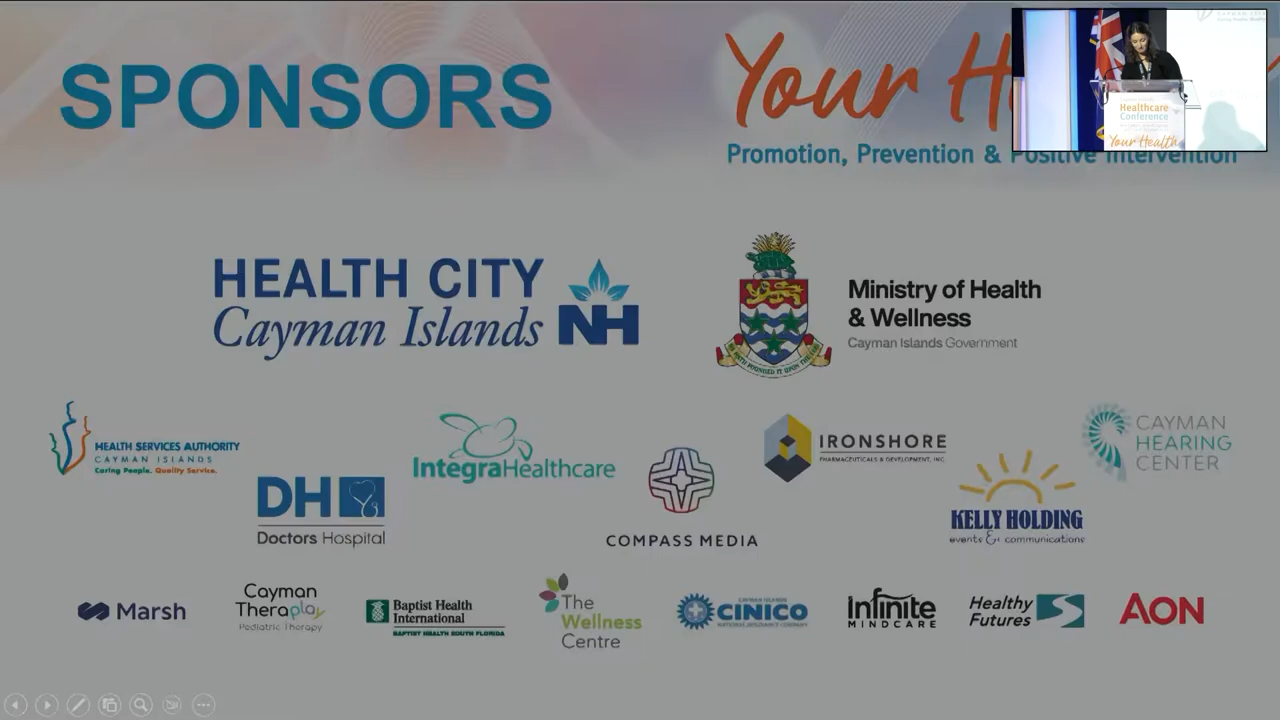 SPONSORS
Your H
Promotion, Prevention & Positive Intervention
Healthcare
Conference
Your Health
HEALTH CITY
Cayman Islands
NH
Ministry of Health
& Wellness
Cayman Islands Government
HEALTH SERVICES AUTHORITY
CAYMAN ISLANDS
Caring People. Quality Service.
DH
Doctors Hospital
IntegraHealthcare
COMPASS MEDIA
IRONSHORE
PHARMACEUTICALS & DEVELOPMENT, INC.
KELLY HOLDING
events & communications
CAYMAN
HEARING
CENTER
Marsh
Cayman
Theraplay
Pediatric Therapy
Baptist Health
International
BAPTIST HEALTH SOUTH FLORIDA
The
Wellness
Centre
CAYMAN ISLANDS
CINICO
NATIONAL INSURANCE COMPANY
Infinite
MINDCARE
Healthy
Futures
AON